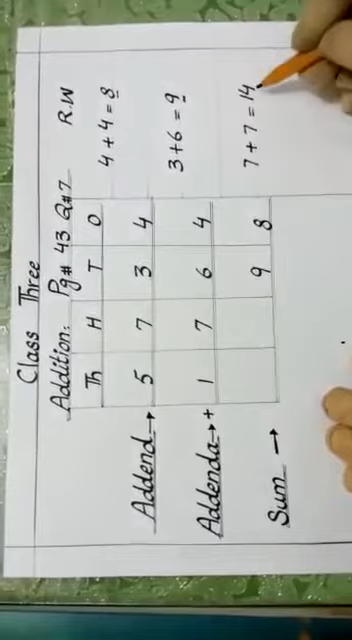 Class Three
Addition: Pg# 43 Q#7 R.W
Th H T O 4 + 4 = 8
Addend → 5 7 3 4
3 + 6 = 9
Addenda → + 1 7 6 4
7 + 7 = 14
Sum → 9 8